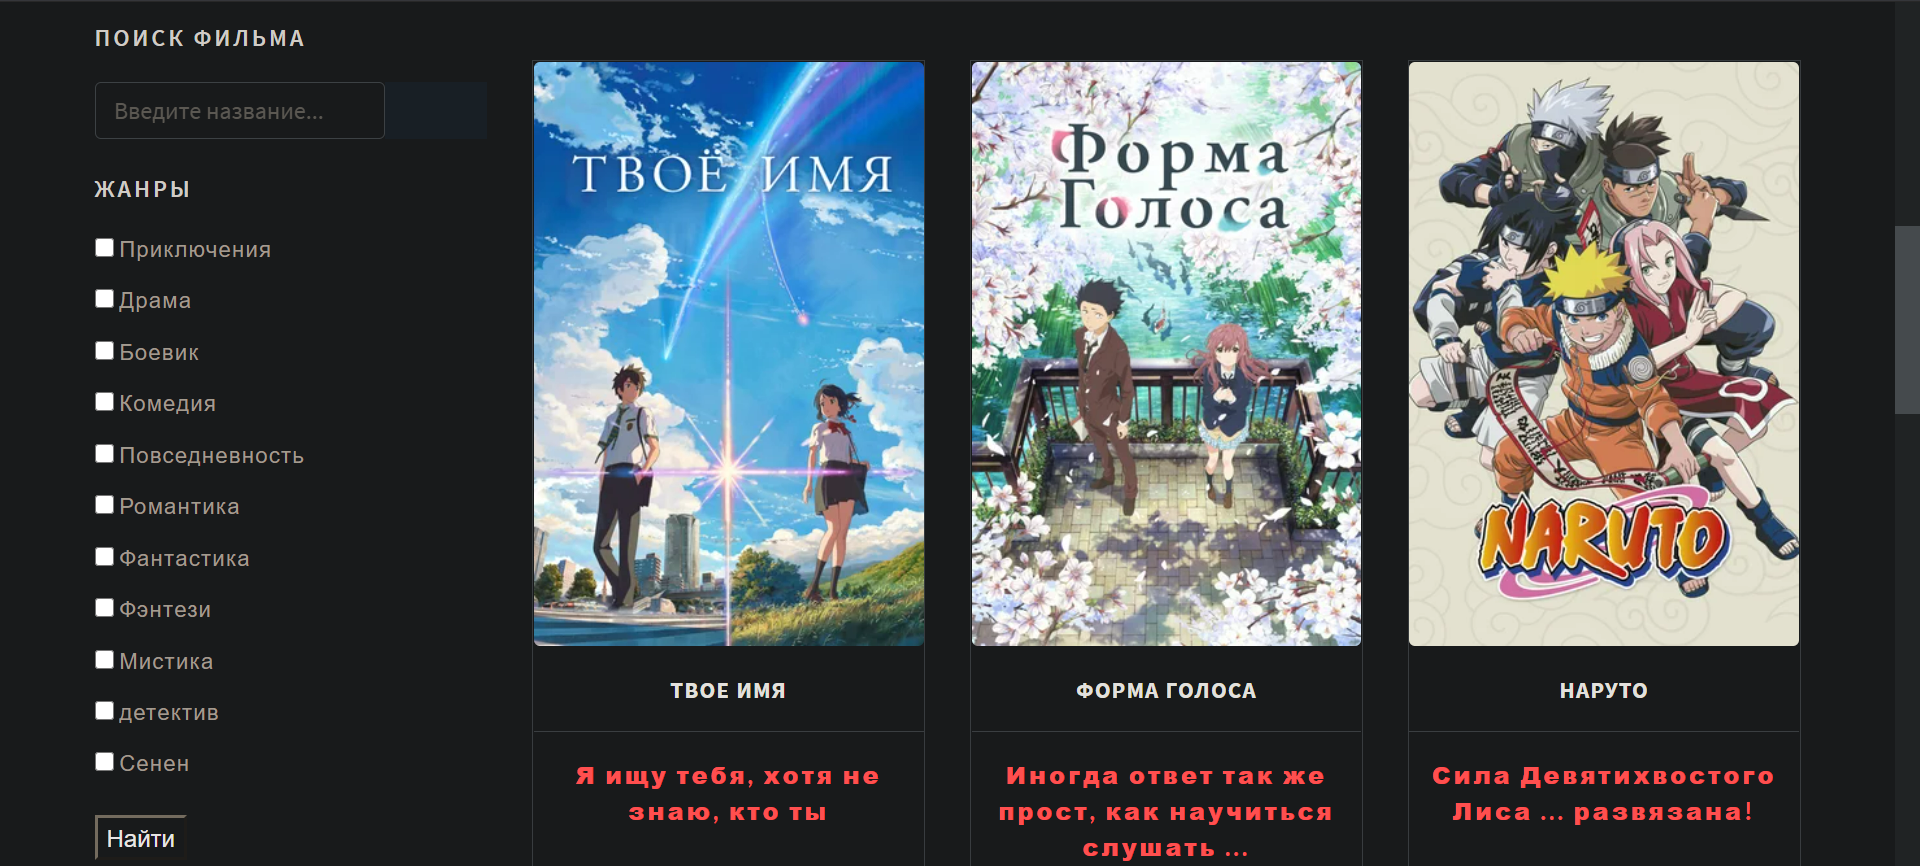 ПОИСК ФИЛЬМА
Введите название...
ЖАНРЫ
Приключения
Драма
Боевик
Комедия
Повседневность
Романтика
Фантастика
Фэнтези
Мистика
детектив
Сенен
Найти
ТВОЁ ИМЯ
ТВОЕ ИМЯ
Я ищу тебя, хотя не
знаю, кто ты
Форма
Голоса
ФОРМА ГОЛОСА
Иногда ответ так же
прост, как научиться
слушать ...
NARUTO
НАРУТО
Сила Девятихвостого
Лиса ... развязана!